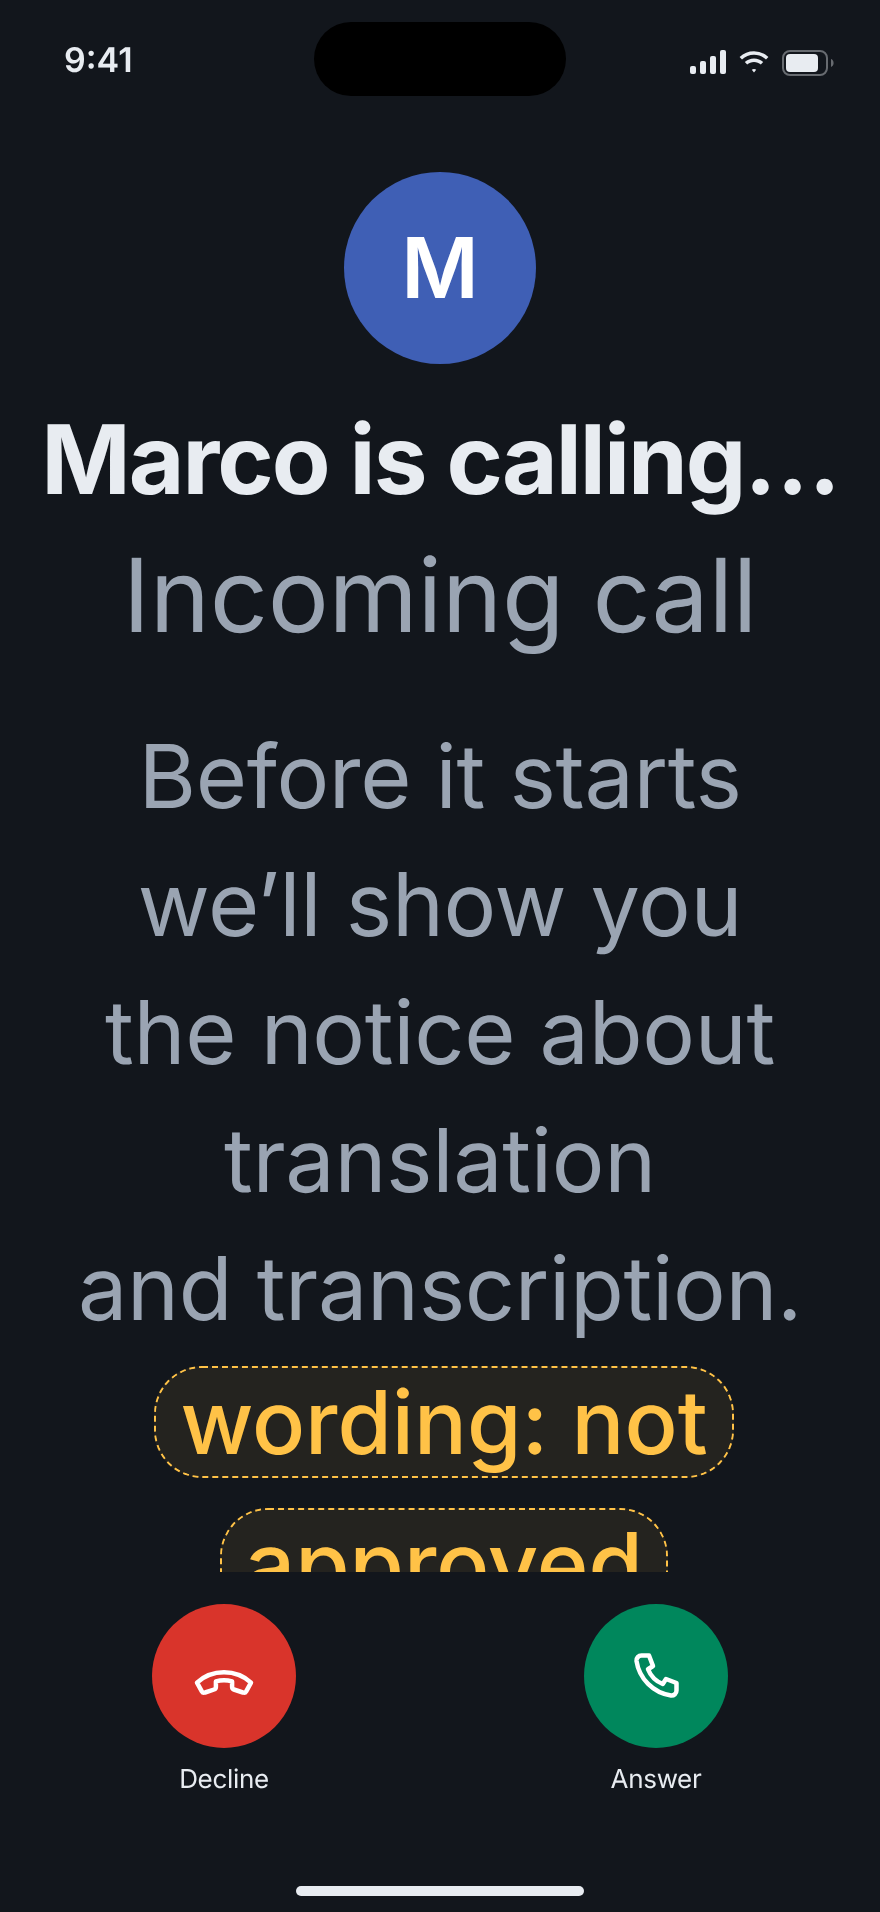 9:41
M
Marco is calling…
Incoming call
Before it starts
we’ll show you
the notice about
translation
and transcription.
wording: not
approved
Decline
Answer